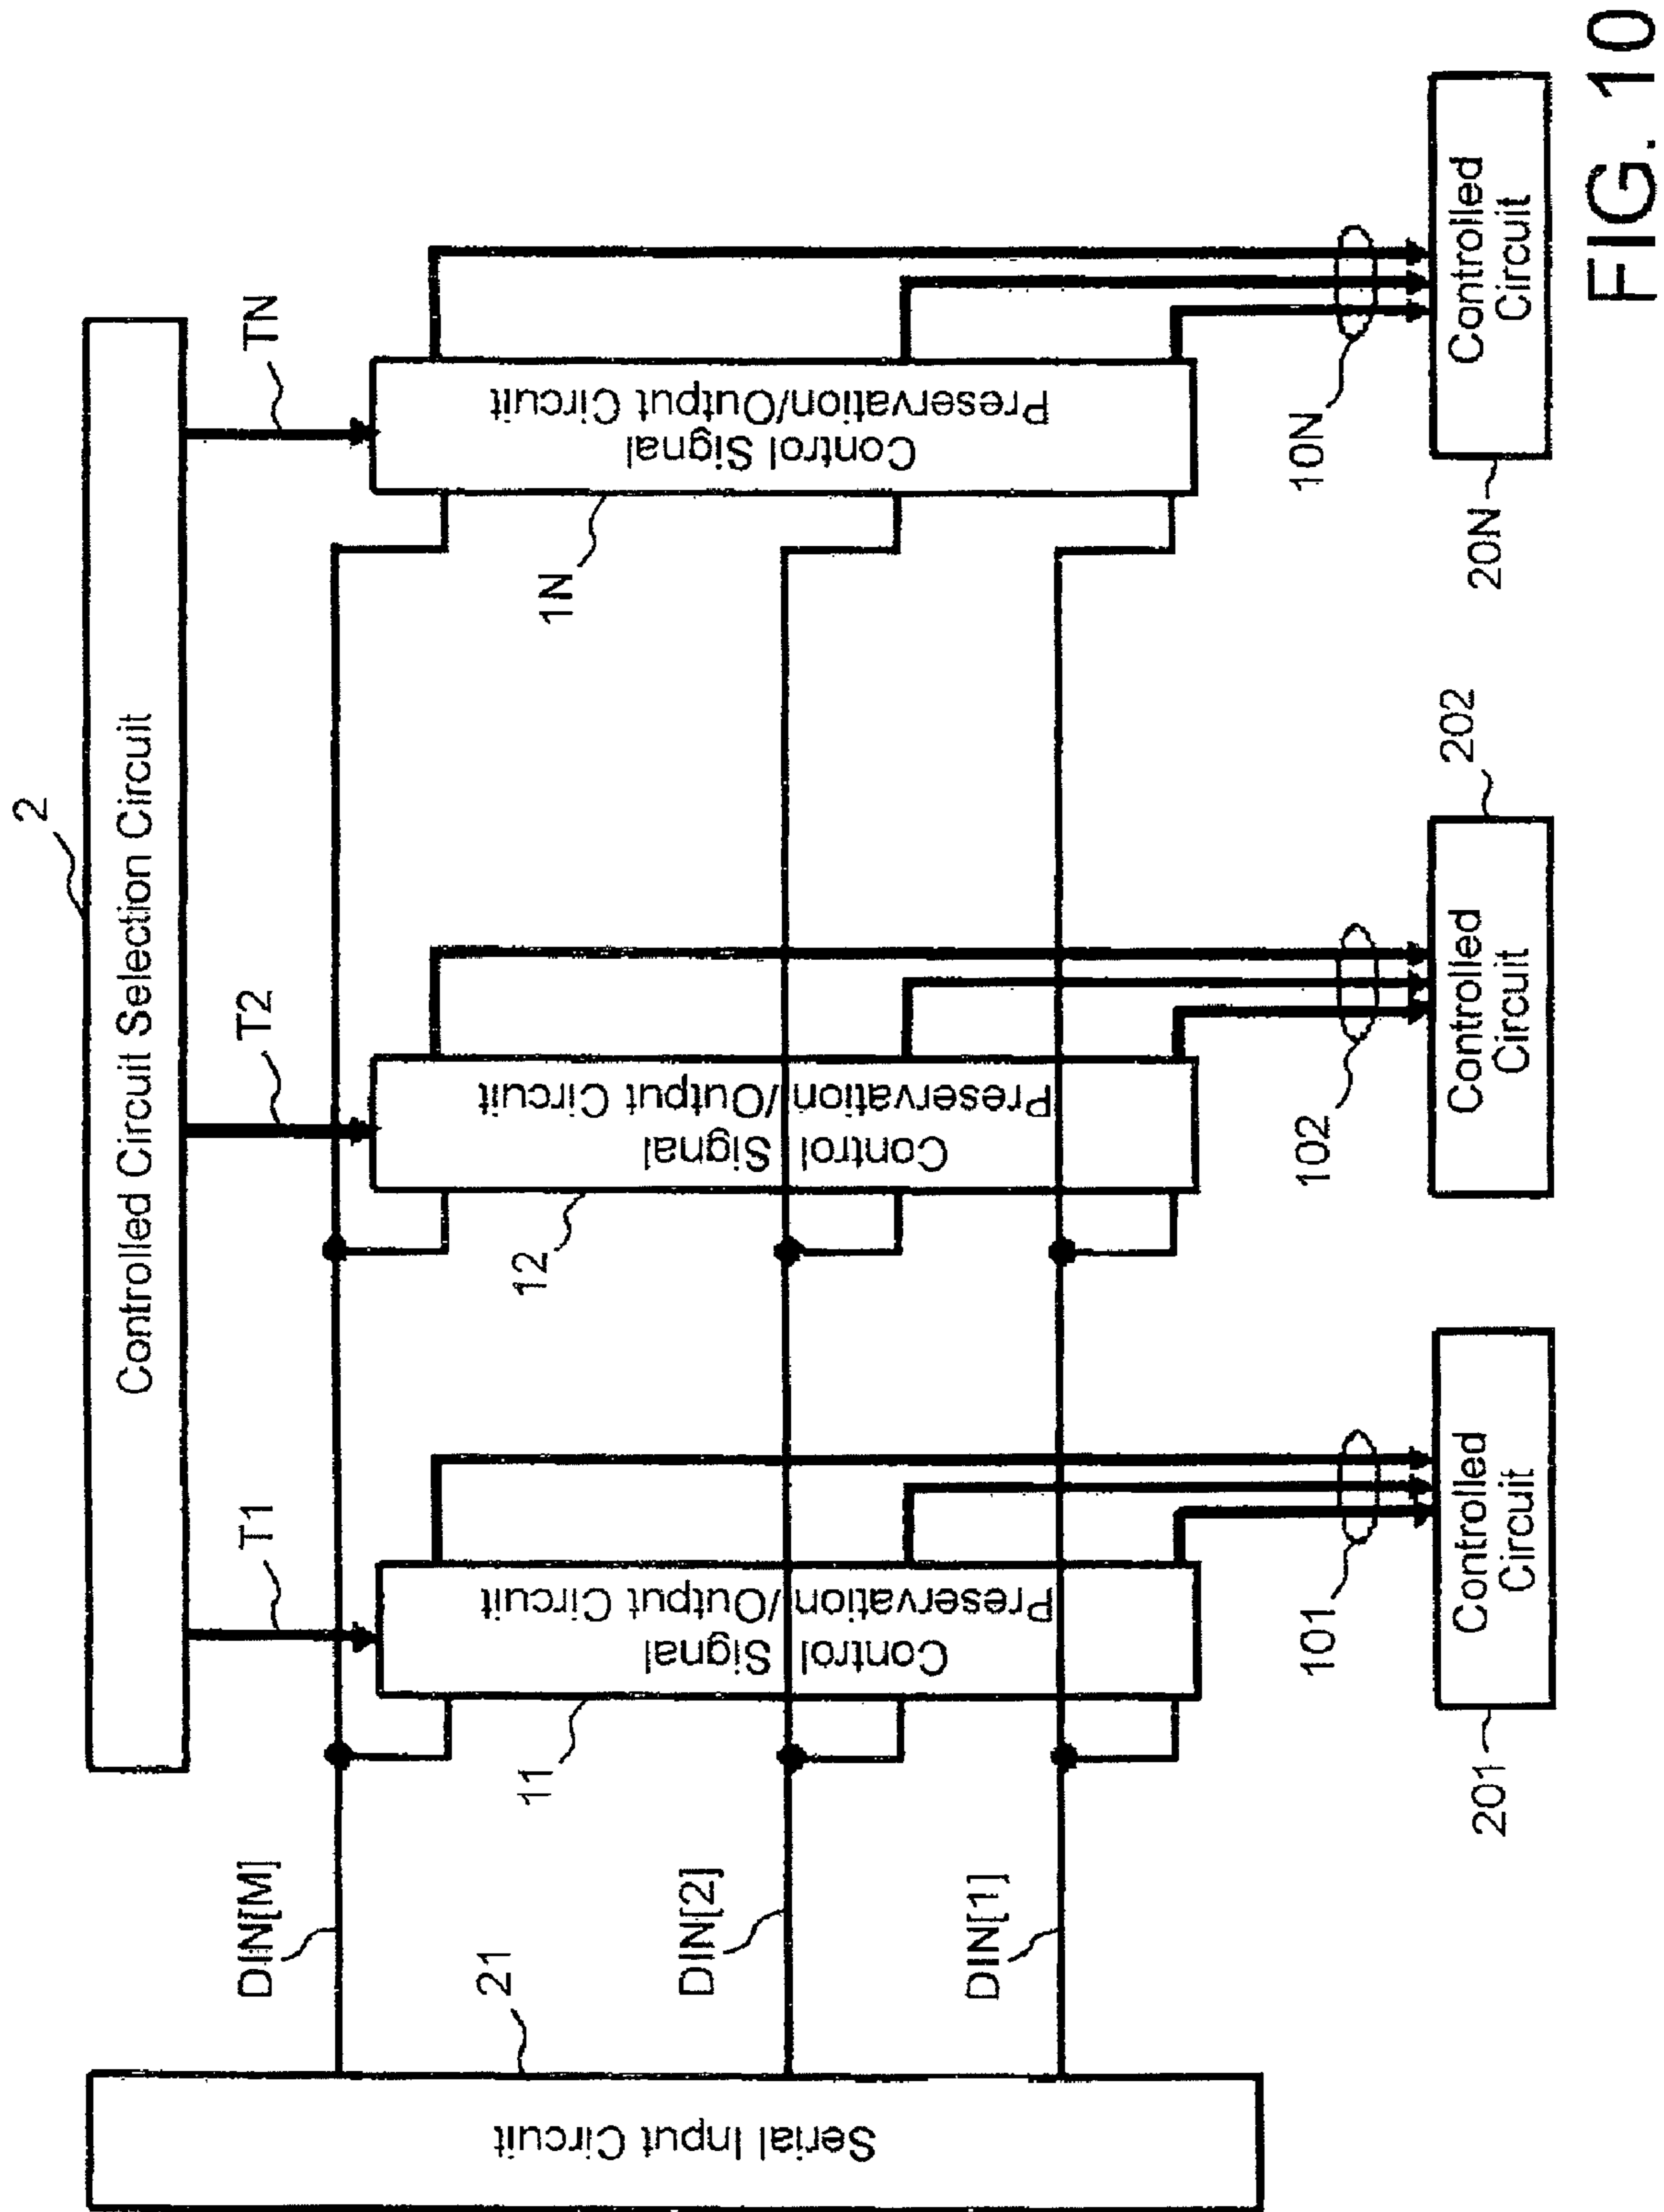 2
Controlled Circuit Selection Circuit
T1
T2
TN
DIN[M]
DIN[2]
DIN[1]
21
Serial Input Circuit
11
Control Signal
Preservation/Output Circuit
12
Control Signal
Preservation/Output Circuit
1N
Control Signal
Preservation/Output Circuit
101
102
10N
201
Controlled
Circuit
202
Controlled
Circuit
20N
Controlled
Circuit
FIG. 10